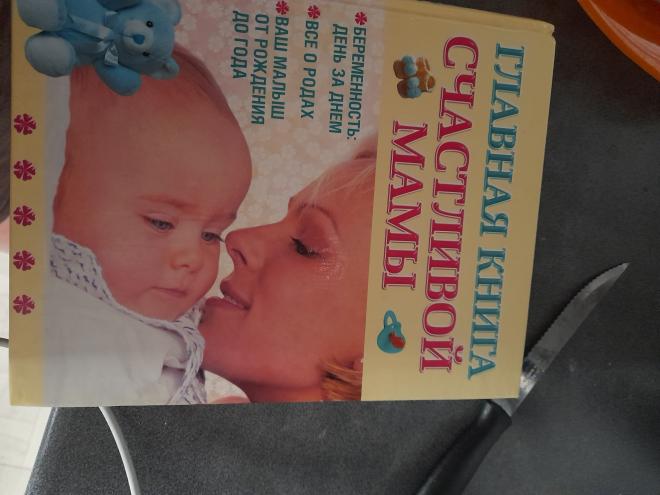 ГЛАВНАЯ КНИГА
СЧАСТЛИВОЙ
МАМЫ
БЕРЕМЕННОСТЬ:
ДЕНЬ ЗА ДНЕМ
ВСЕ О РОДАХ
ВАШ МАЛЫШ
ОТ РОЖДЕНИЯ
ДО ГОДА